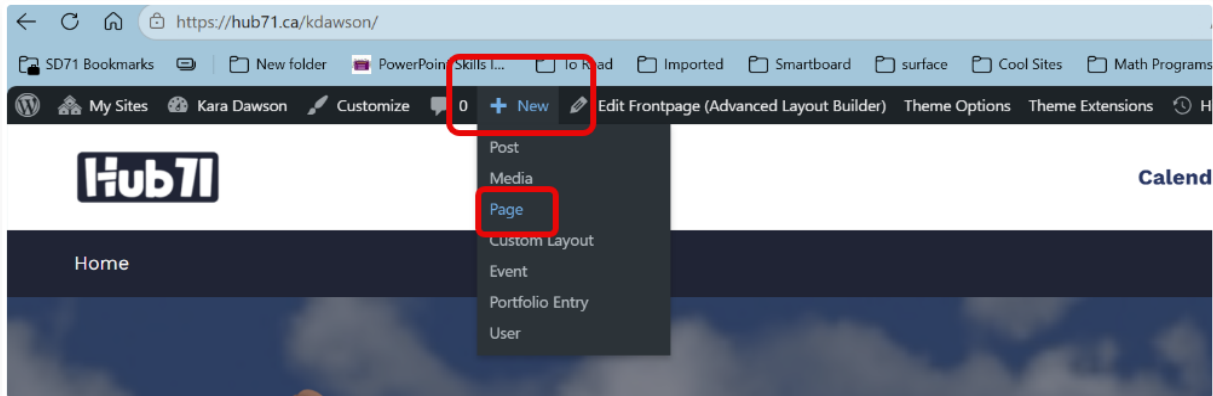 https://hub71.ca/kdawson/
SD71 Bookmarks New folder PowerPoint Skills I... To Read Imported Smartboard surface Cool Sites Math Programs
My Sites Kara Dawson Customize 0 + New Edit Frontpage (Advanced Layout Builder) Theme Options Theme Extensions H
Post
Hub71
Media
Calend
Page
Custom Layout
Home
Event
Portfolio Entry
User